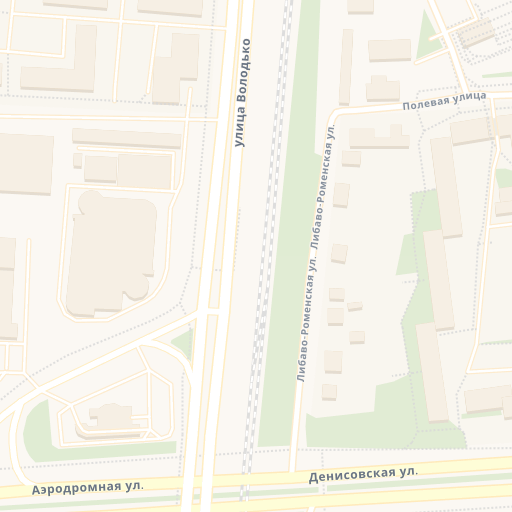 улица Володько
Полевая улица
Либаво-Роменская ул.
Либаво-Роменская ул.
Денисовская ул.
Аэродромная ул.